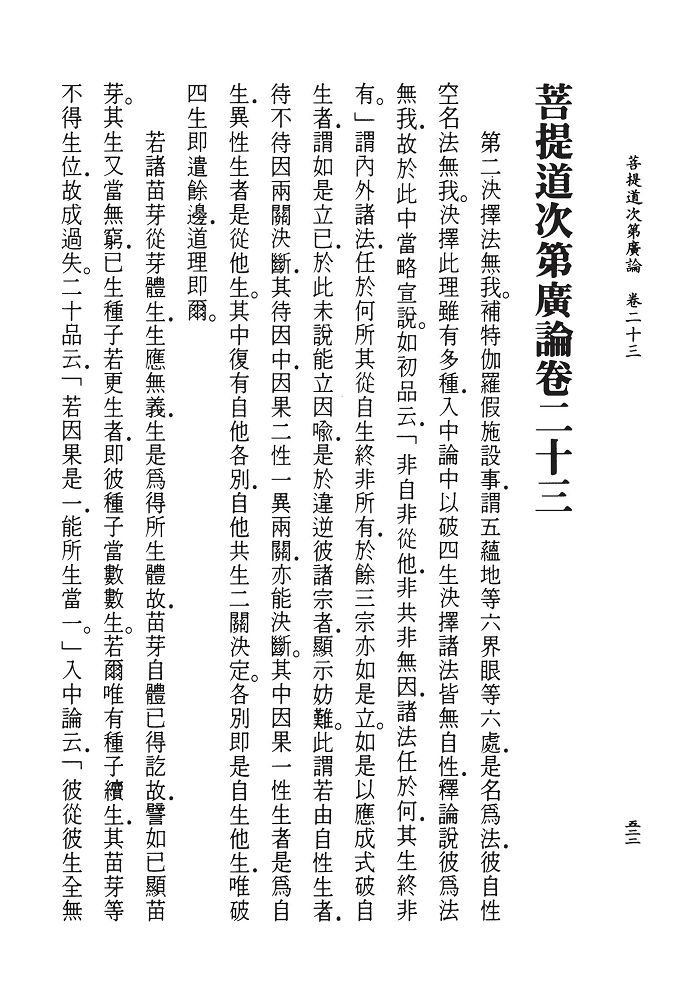 菩提道次第廣論　卷二十三
五三三
菩提道次第廣論卷二十三
第二決擇法無我。補特伽羅假施設事．謂五蘊地等六界眼等六處．是名為法．彼自性
空名法無我。決擇此理雖有多種．入中論中以破四生決擇諸法皆無自性．釋論說彼為法
無我．故於此中當略宣說。如初品云．「非自非從他．非共非無因．諸法任於何．其生終非
有。」謂內外諸法．任於何所其從自生終非所有．於餘三宗亦如是立。如是以應成式破自
生者．謂如是立已．於此未說能立因喻．是於違逆彼諸宗者．顯示妨難。此謂若由自性生者．
待不待因兩關決斷．其待因中．因果二性一異兩關．亦能決斷。其中因果一性生者是為自
生．異性生者是從他生。其中復有自他各別．自他共生二關決定。各別即是自生他生．唯破
四生即遣餘邊．道理即爾。
若諸苗芽從芽體生．生應無義．生是為得所生體故．苗芽自體已得訖故．譬如已顯苗
芽。其生又當無窮．已生種子若更生者．即彼種子當數數生。若爾唯有種子續生．其苗芽等
不得生位．故成過失。二十品云．「若因果是一．能所生當一。」入中論云．「彼從彼生全無